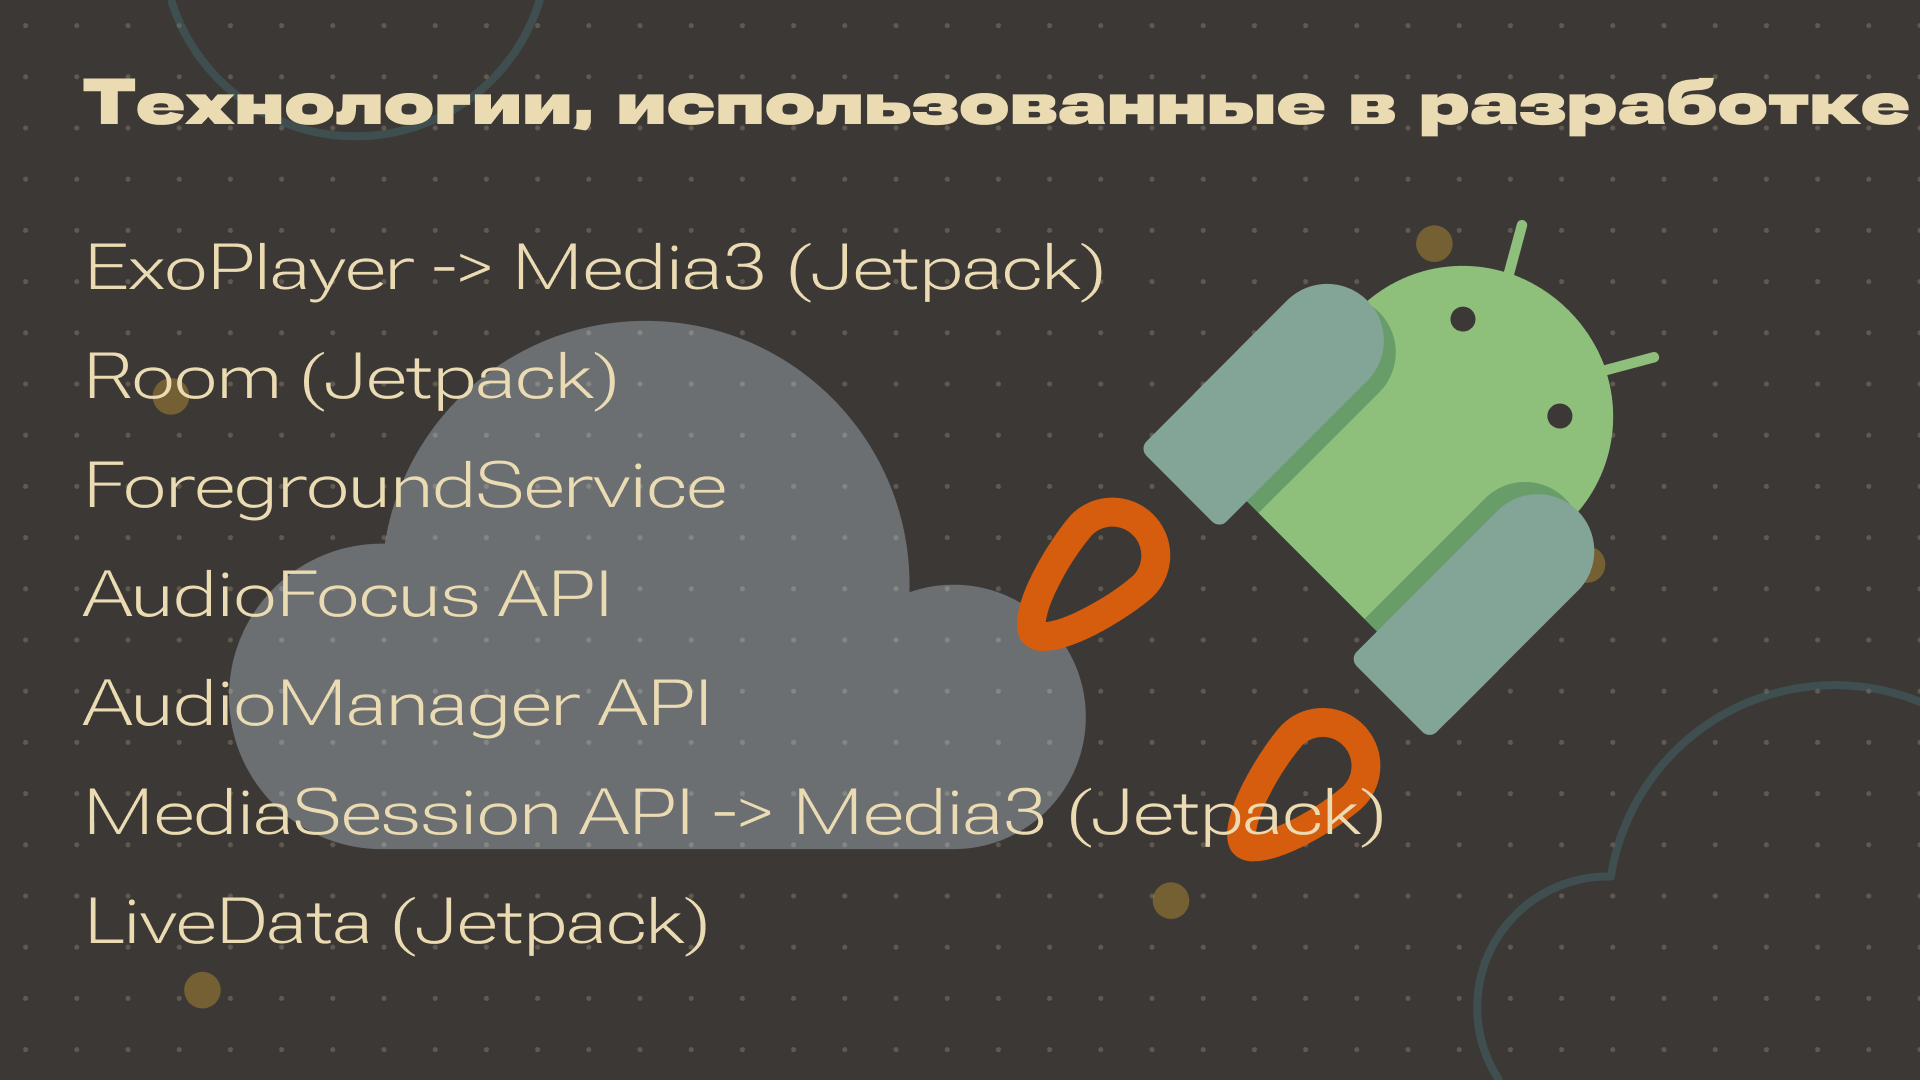 Технологии, использованные в разработке
ExoPlayer -> Media3 (Jetpack)
Room (Jetpack)
ForegroundService
AudioFocus API
AudioManager API
MediaSession API -> Media3 (Jetpack)
LiveData (Jetpack)